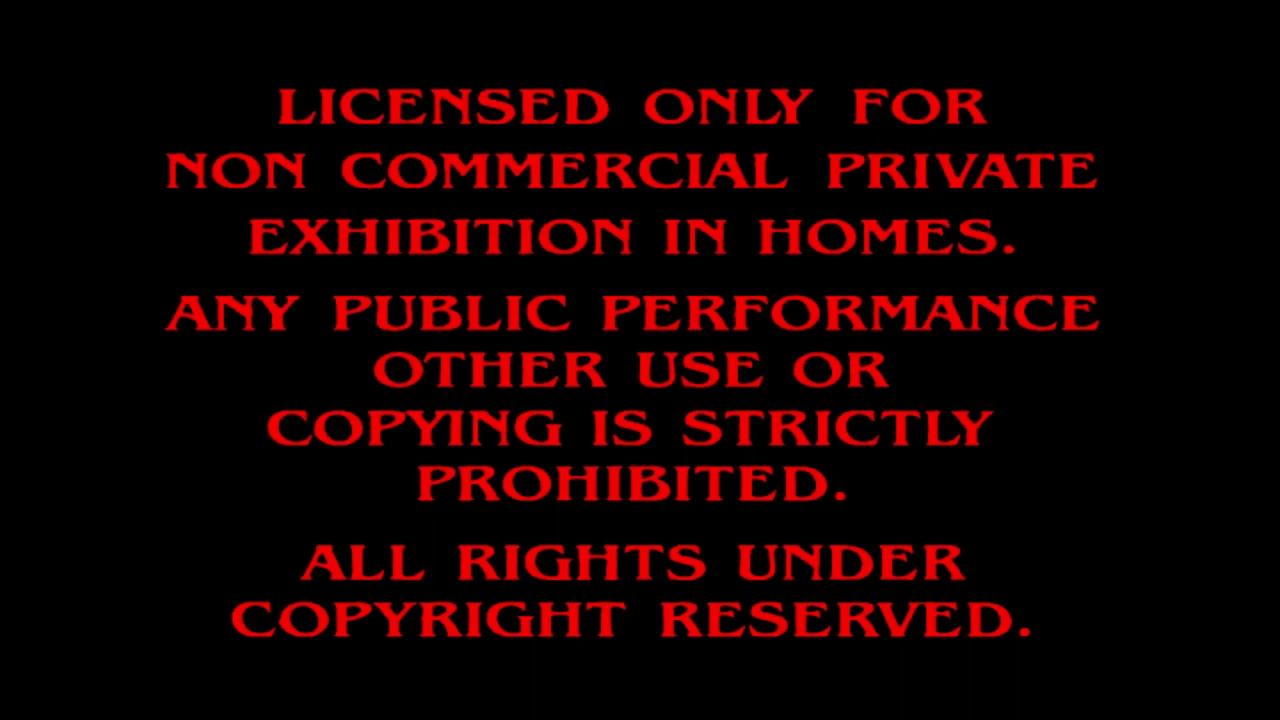 LICENSED ONLY FOR
NON COMMERCIAL PRIVATE
EXHIBITION IN HOMES.
ANY PUBLIC PERFORMANCE
OTHER USE OR
COPYING IS STRICTLY
PROHIBITED.
ALL RIGHTS UNDER
COPYRIGHT RESERVED.